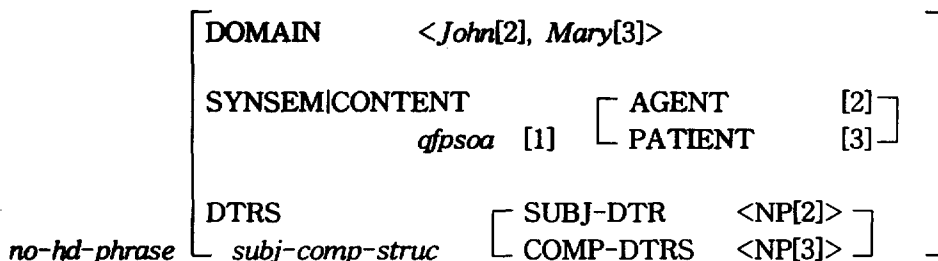 DOMAIN <John[2], Mary[3]>
SYNSEM|CONTENT AGENT [2]
qfpsoa [1] PATIENT [3]
DTRS SUBJ-DTR <NP[2]>
no-hd-phrase subj-comp-struc COMP-DTRS <NP[3]>